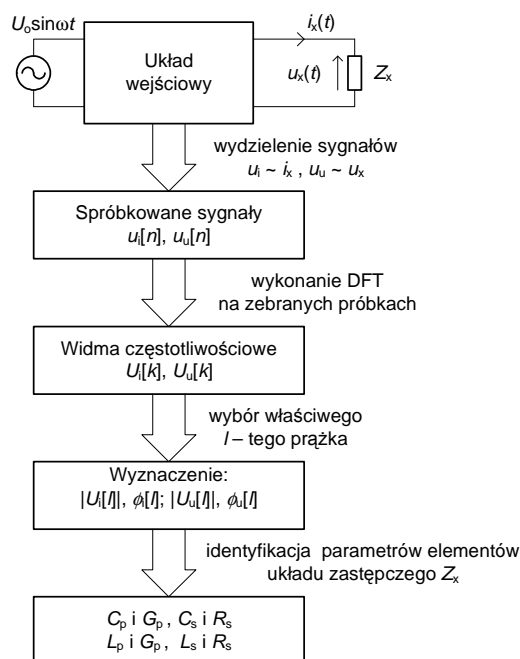 Uₒsinωt
iₓ(t)
Układ
wejściowy
uₓ(t)
Zₓ
wydzielenie sygnałów
uᵢ ~ iₓ , uᵤ ~ uₓ
Spróbkowane sygnały
uᵢ[n], uᵤ[n]
wykonanie DFT
na zebranych próbkach
Widma częstotliwościowe
Uᵢ[k], Uᵤ[k]
wybór właściwego
l – tego prążka
Wyznaczenie:
|Uᵢ[l]|, ϕᵢ[l]; |Uᵤ[l]|, ϕᵤ[l]
identyfikacja parametrów elementów
układu zastępczego Zₓ
Cₚ i Gₚ , Cₛ i Rₛ
Lₚ i Gₚ , Lₛ i Rₛ